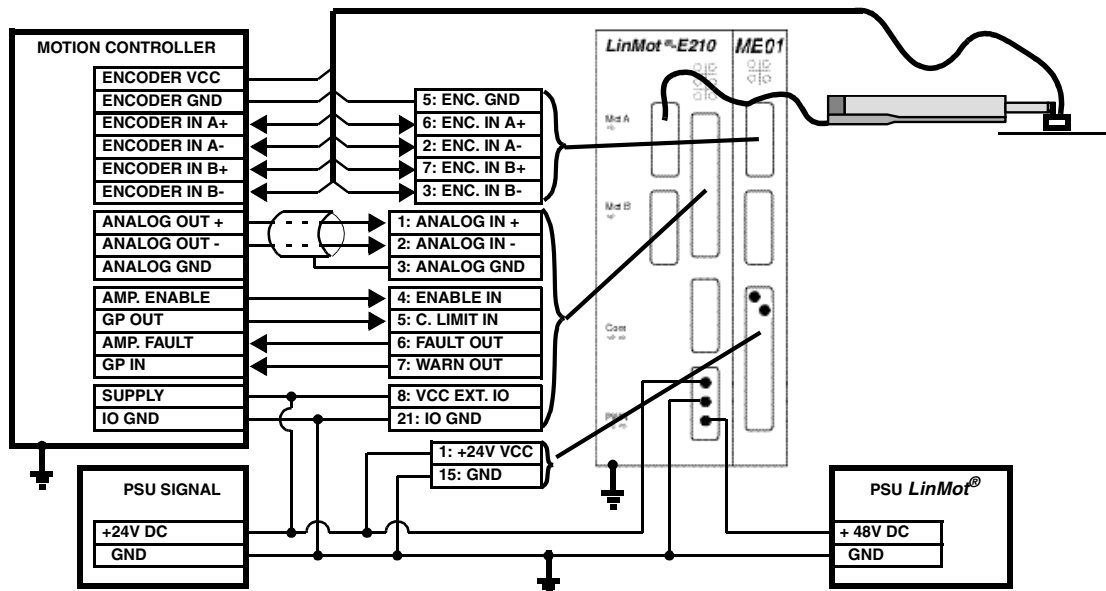 MOTION CONTROLLER
ENCODER VCC
ENCODER GND
ENCODER IN A+
ENCODER IN A-
ENCODER IN B+
ENCODER IN B-
ANALOG OUT +
ANALOG OUT -
ANALOG GND
AMP. ENABLE
GP OUT
AMP. FAULT
GP IN
SUPPLY
IO GND
5: ENC. GND
6: ENC. IN A+
2: ENC. IN A-
7: ENC. IN B+
3: ENC. IN B-
1: ANALOG IN +
2: ANALOG IN -
3: ANALOG GND
4: ENABLE IN
5: C. LIMIT IN
6: FAULT OUT
7: WARN OUT
8: VCC EXT. IO
21: IO GND
1: +24V VCC
15: GND
LinMot®-E210
ME01
Mot A
Mot B
Com
PSU SIGNAL
+24V DC
GND
PSU LinMot®
+ 48V DC
GND